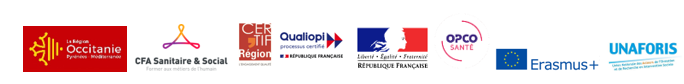 La Région
Occitanie
Pyrénées - Méditerranée
CFA Sanitaire & Social
Former aux métiers de l'humain
CER
TIF
Région
Qualiopi
processus certifié
RÉPUBLIQUE FRANÇAISE
Liberté • Égalité • Fraternité
RÉPUBLIQUE FRANÇAISE
OPCO
SANTÉ
Erasmus+
UNAFORIS